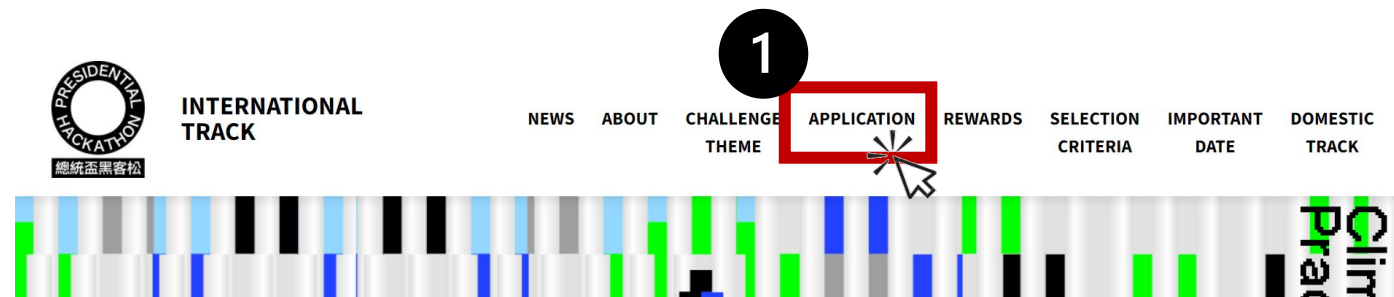 1
PRESIDENTIAL HACKATHON
總統盃黑客松
INTERNATIONAL
TRACK
NEWS
ABOUT
CHALLENGE
THEME
APPLICATION
REWARDS
SELECTION
CRITERIA
IMPORTANT
DATE
DOMESTIC
TRACK